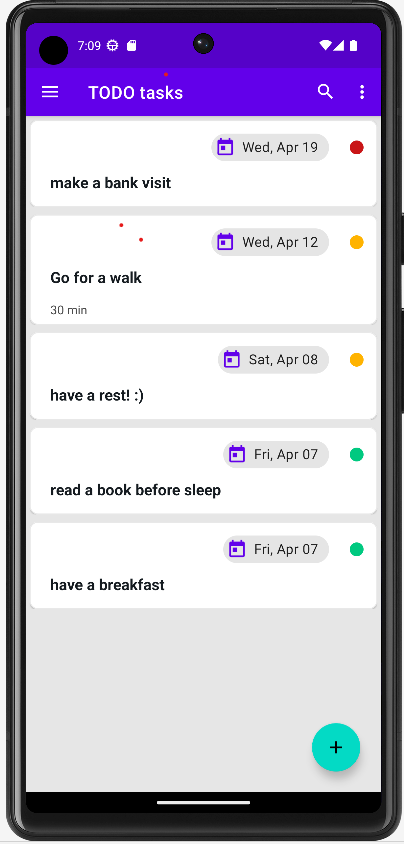 7:09
TODO tasks
Wed, Apr 19
make a bank visit
Wed, Apr 12
Go for a walk
30 min
Sat, Apr 08
have a rest! :)
Fri, Apr 07
read a book before sleep
Fri, Apr 07
have a breakfast
+